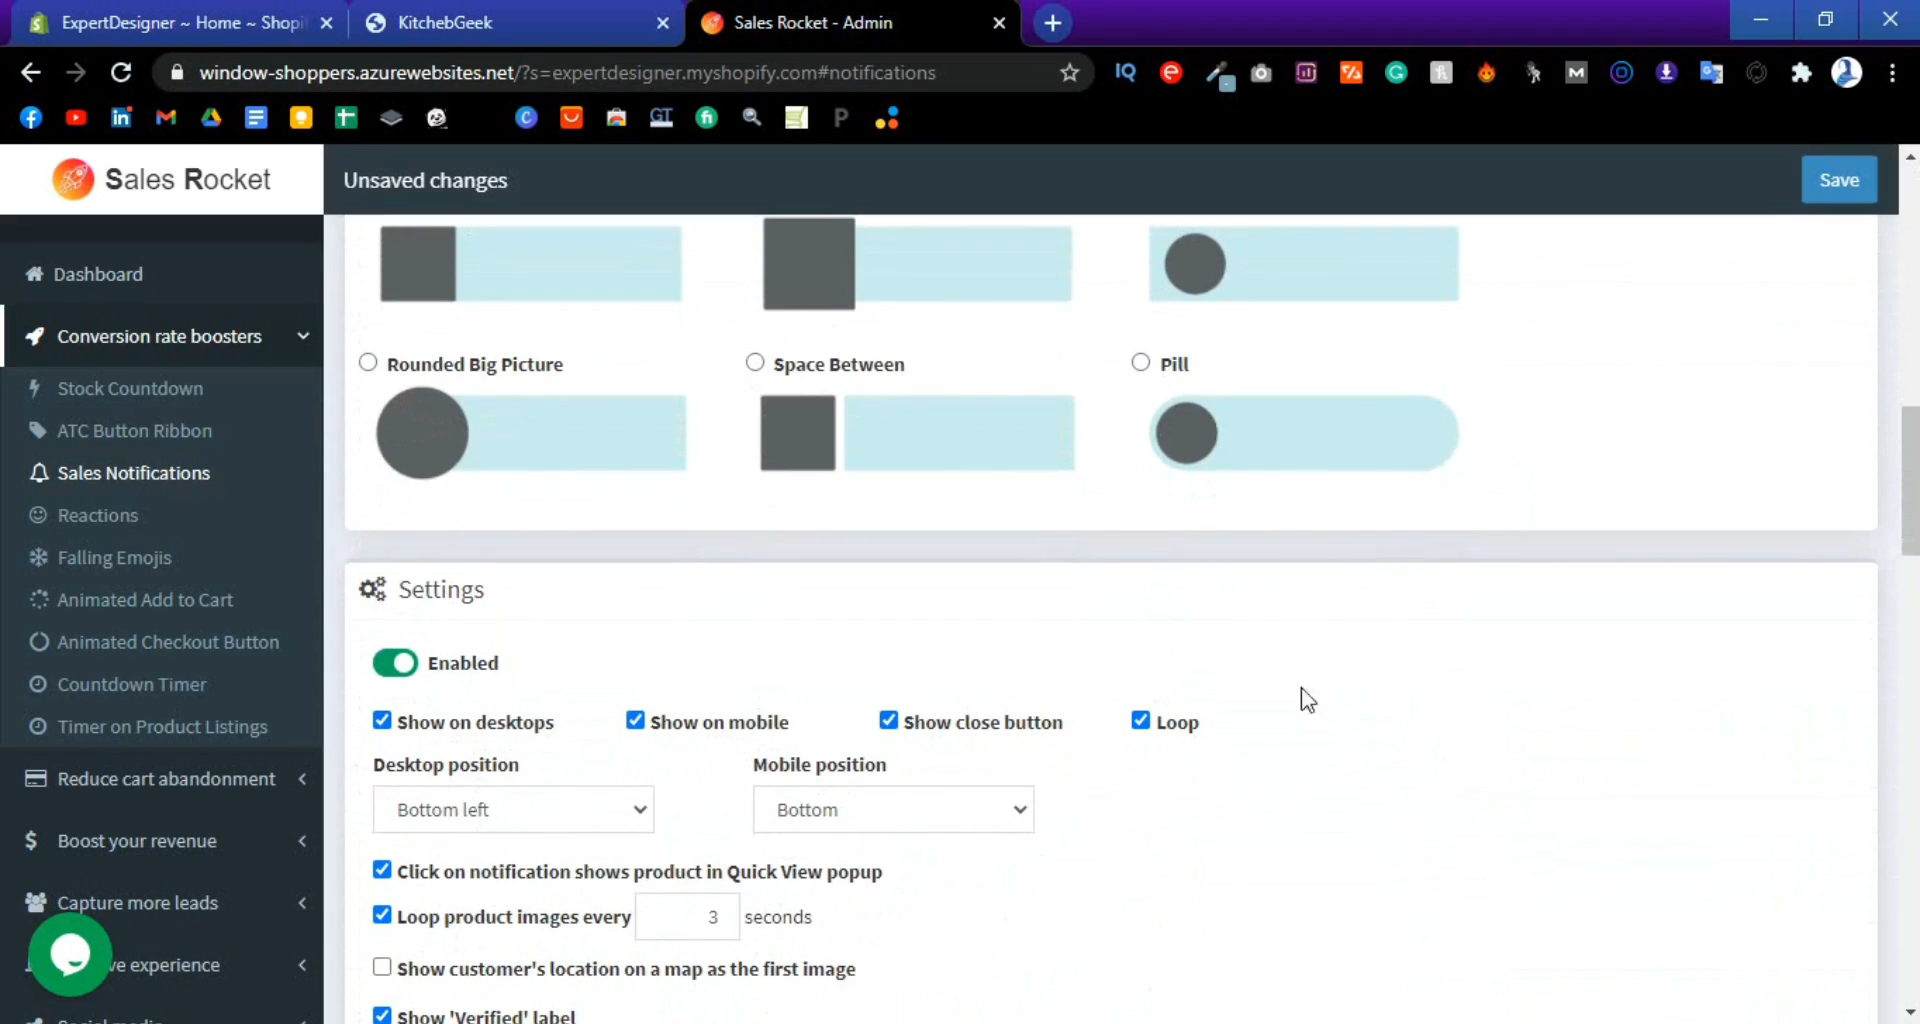 ExpertDesigner ~ Home ~ Shopi
KitchebGeek
Sales Rocket - Admin
window-shoppers.azurewebsites.net/?s=expertdesigner.myshopify.com#notifications
Sales Rocket
Unsaved changes
Save
Dashboard
Conversion rate boosters
Stock Countdown
ATC Button Ribbon
Sales Notifications
Reactions
Falling Emojis
Animated Add to Cart
Animated Checkout Button
Countdown Timer
Timer on Product Listings
Reduce cart abandonment
Boost your revenue
Capture more leads
ve experience
Rounded Big Picture
Space Between
Pill
Settings
Enabled
Show on desktops
Show on mobile
Show close button
Loop
Desktop position
Mobile position
Bottom left
Bottom
Click on notification shows product in Quick View popup
Loop product images every 3 seconds
Show customer's location on a map as the first image
Show 'Verified' label